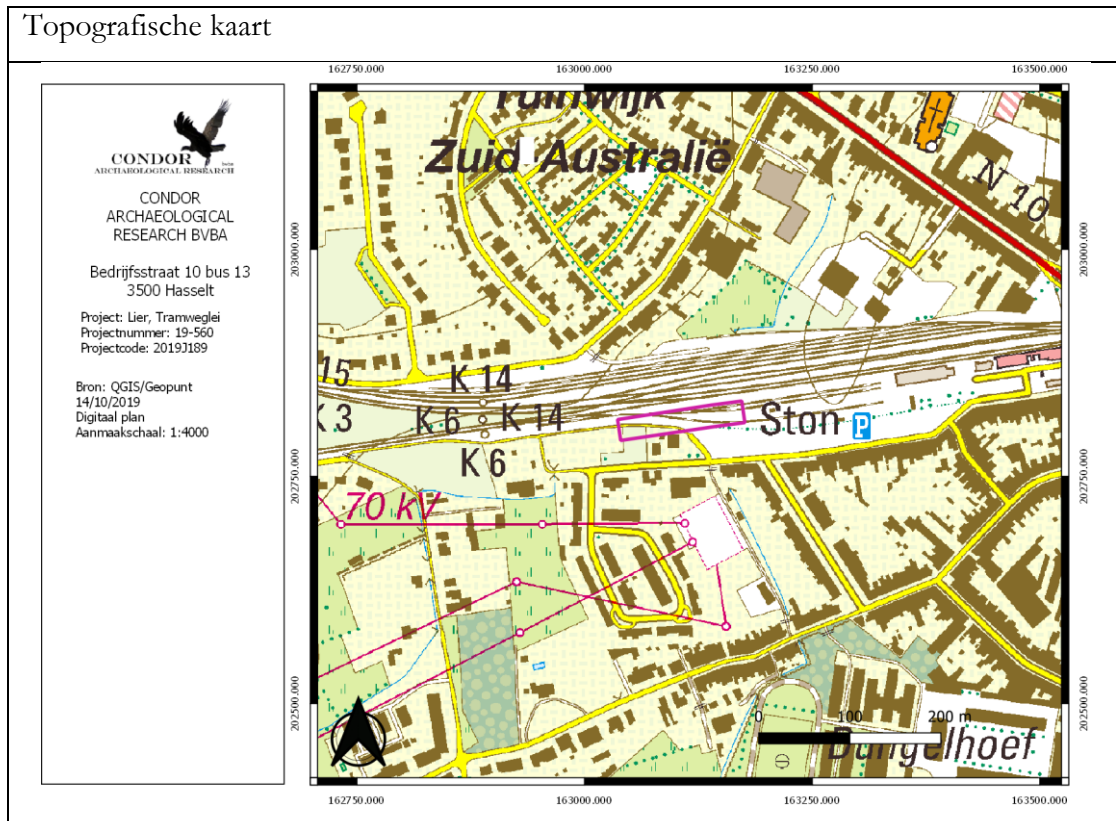 Topografische kaart
CONDOR
bvba
ARCHAEOLOGICAL RESEARCH
CONDOR
ARCHAEOLOGICAL
RESEARCH BVBA
Bedrijfsstraat 10 bus 13
3500 Hasselt
Project: Lier, Tramweglei
Projectnummer: 19-560
Projectcode: 2019J189
Bron: QGIS/Geopunt
14/10/2019
Digitaal plan
Aanmaakschaal: 1:4000
162750.000 163000.000 163250.000 163500.000
203000.000 203000.000
202750.000 202750.000
202500.000 202500.000
Tuinwijk
Zuid Australië
N 10
15
K 14
K 3
K 6
K 14
Ston
P
K 6
70 kV
0 100 200 m
Dungelhoef
162750.000 163000.000 163250.000 163500.000